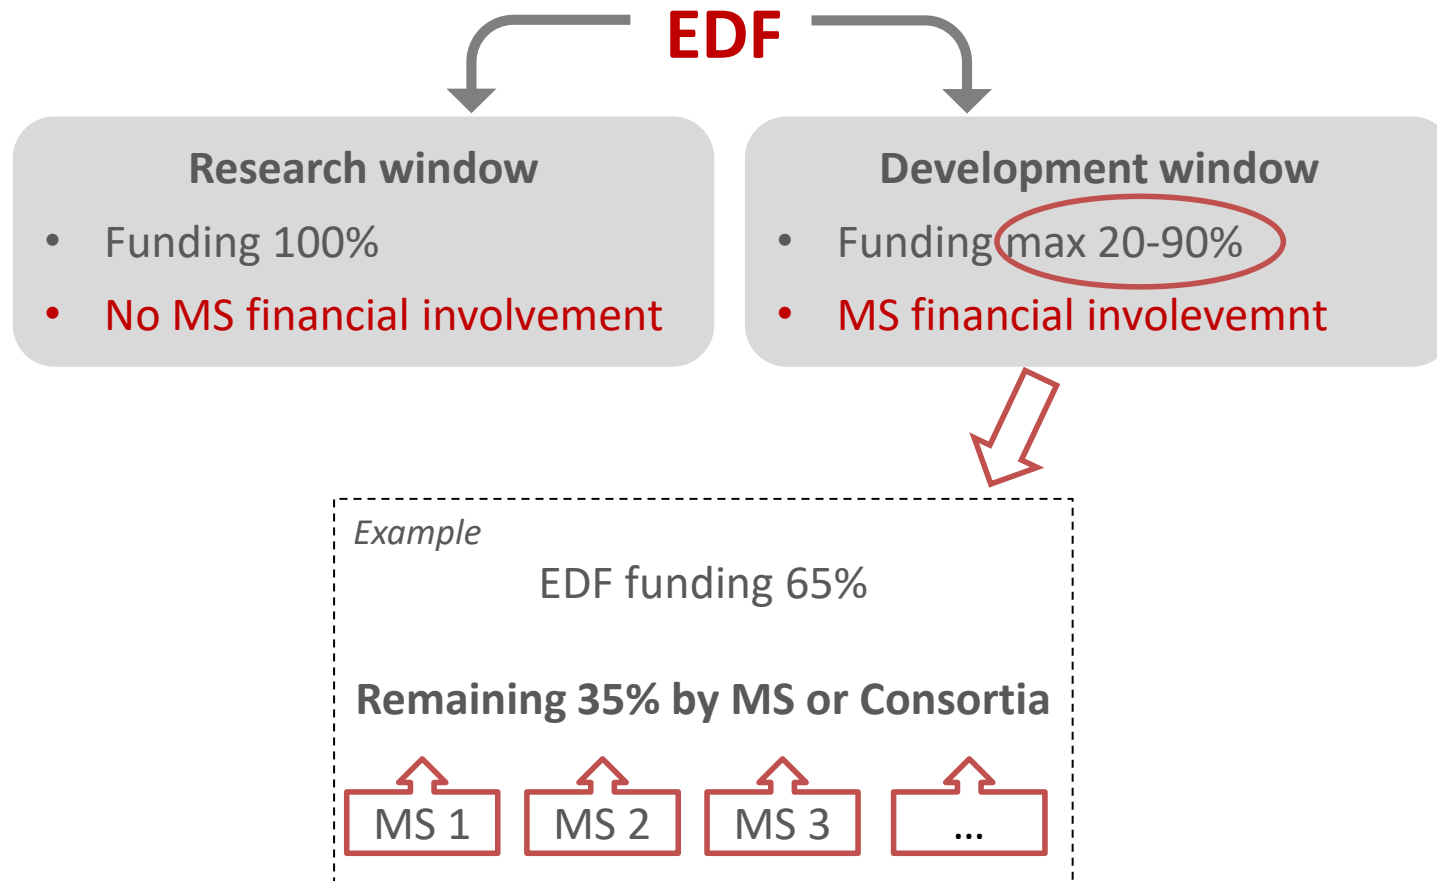 EDF
Research window
• Funding 100%
• No MS financial involvement
Development window
• Funding max 20-90%
• MS financial involevemnt
Example
EDF funding 65%
Remaining 35% by MS or Consortia
MS 1
MS 2
MS 3
...